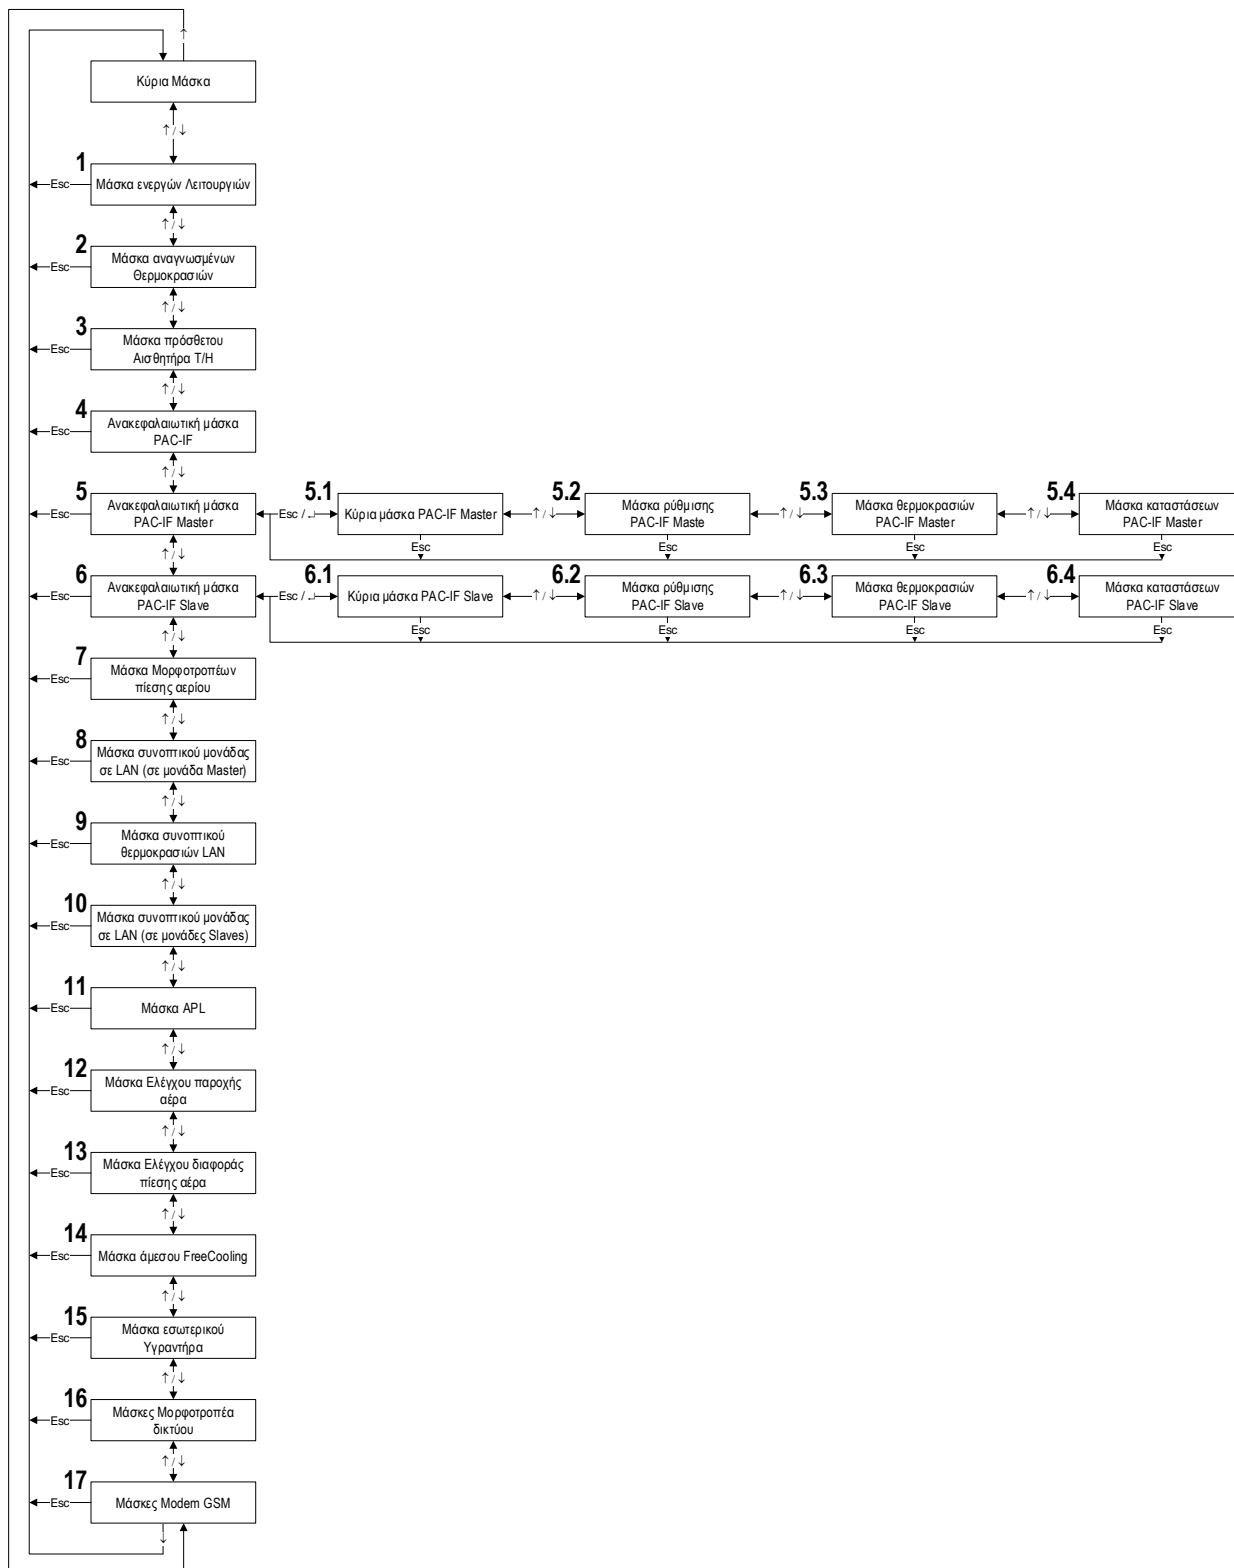 ↑
Κύρια Μάσκα
↑ / ↓
1
Esc
Μάσκα ενεργών Λειτουργιών
↑ / ↓
2
Esc
Μάσκα αναγνωσμένων
Θερμοκρασιών
↑ / ↓
3
Esc
Μάσκα πρόσθετου
Αισθητήρα T/H
↑ / ↓
4
Esc
Ανακεφαλαιωτική μάσκα
PAC-IF
↑ / ↓
5
Esc
Ανακεφαλαιωτική μάσκα
PAC-IF Master
Esc / ↵
5.1
Κύρια μάσκα PAC-IF Master
Esc
↑ / ↓
5.2
Μάσκα ρύθμισης
PAC-IF Maste
Esc
↑ / ↓
5.3
Μάσκα θερμοκρασιών
PAC-IF Master
Esc
↑ / ↓
5.4
Μάσκα καταστάσεων
PAC-IF Master
Esc
↑ / ↓
6
Esc
Ανακεφαλαιωτική μάσκα
PAC-IF Slave
Esc / ↵
6.1
Κύρια μάσκα PAC-IF Slave
Esc
↑ / ↓
6.2
Μάσκα ρύθμισης
PAC-IF Slave
Esc
↑ / ↓
6.3
Μάσκα θερμοκρασιών
PAC-IF Slave
Esc
↑ / ↓
6.4
Μάσκα καταστάσεων
PAC-IF Slave
Esc
↑ / ↓
7
Esc
Μάσκα Μορφοτροπέων
πίεσης αερίου
↑ / ↓
8
Esc
Μάσκα συνοπτικού μονάδας
σε LAN (σε μονάδα Master)
↑ / ↓
9
Esc
Μάσκα συνοπτικού
θερμοκρασιών LAN
↑ / ↓
10
Esc
Μάσκα συνοπτικού μονάδας
σε LAN (σε μονάδες Slaves)
↑ / ↓
11
Esc
Μάσκα APL
↑ / ↓
12
Esc
Μάσκα Ελέγχου παροχής
αέρα
↑ / ↓
13
Esc
Μάσκα Ελέγχου διαφοράς
πίεσης αέρα
↑ / ↓
14
Esc
Μάσκα άμεσου FreeCooling
↑ / ↓
15
Esc
Μάσκα εσωτερικού
Υγραντήρα
↑ / ↓
16
Esc
Μάσκες Μορφοτροπέα
δικτύου
↑ / ↓
17
Esc
Μάσκες Modem GSM
↓